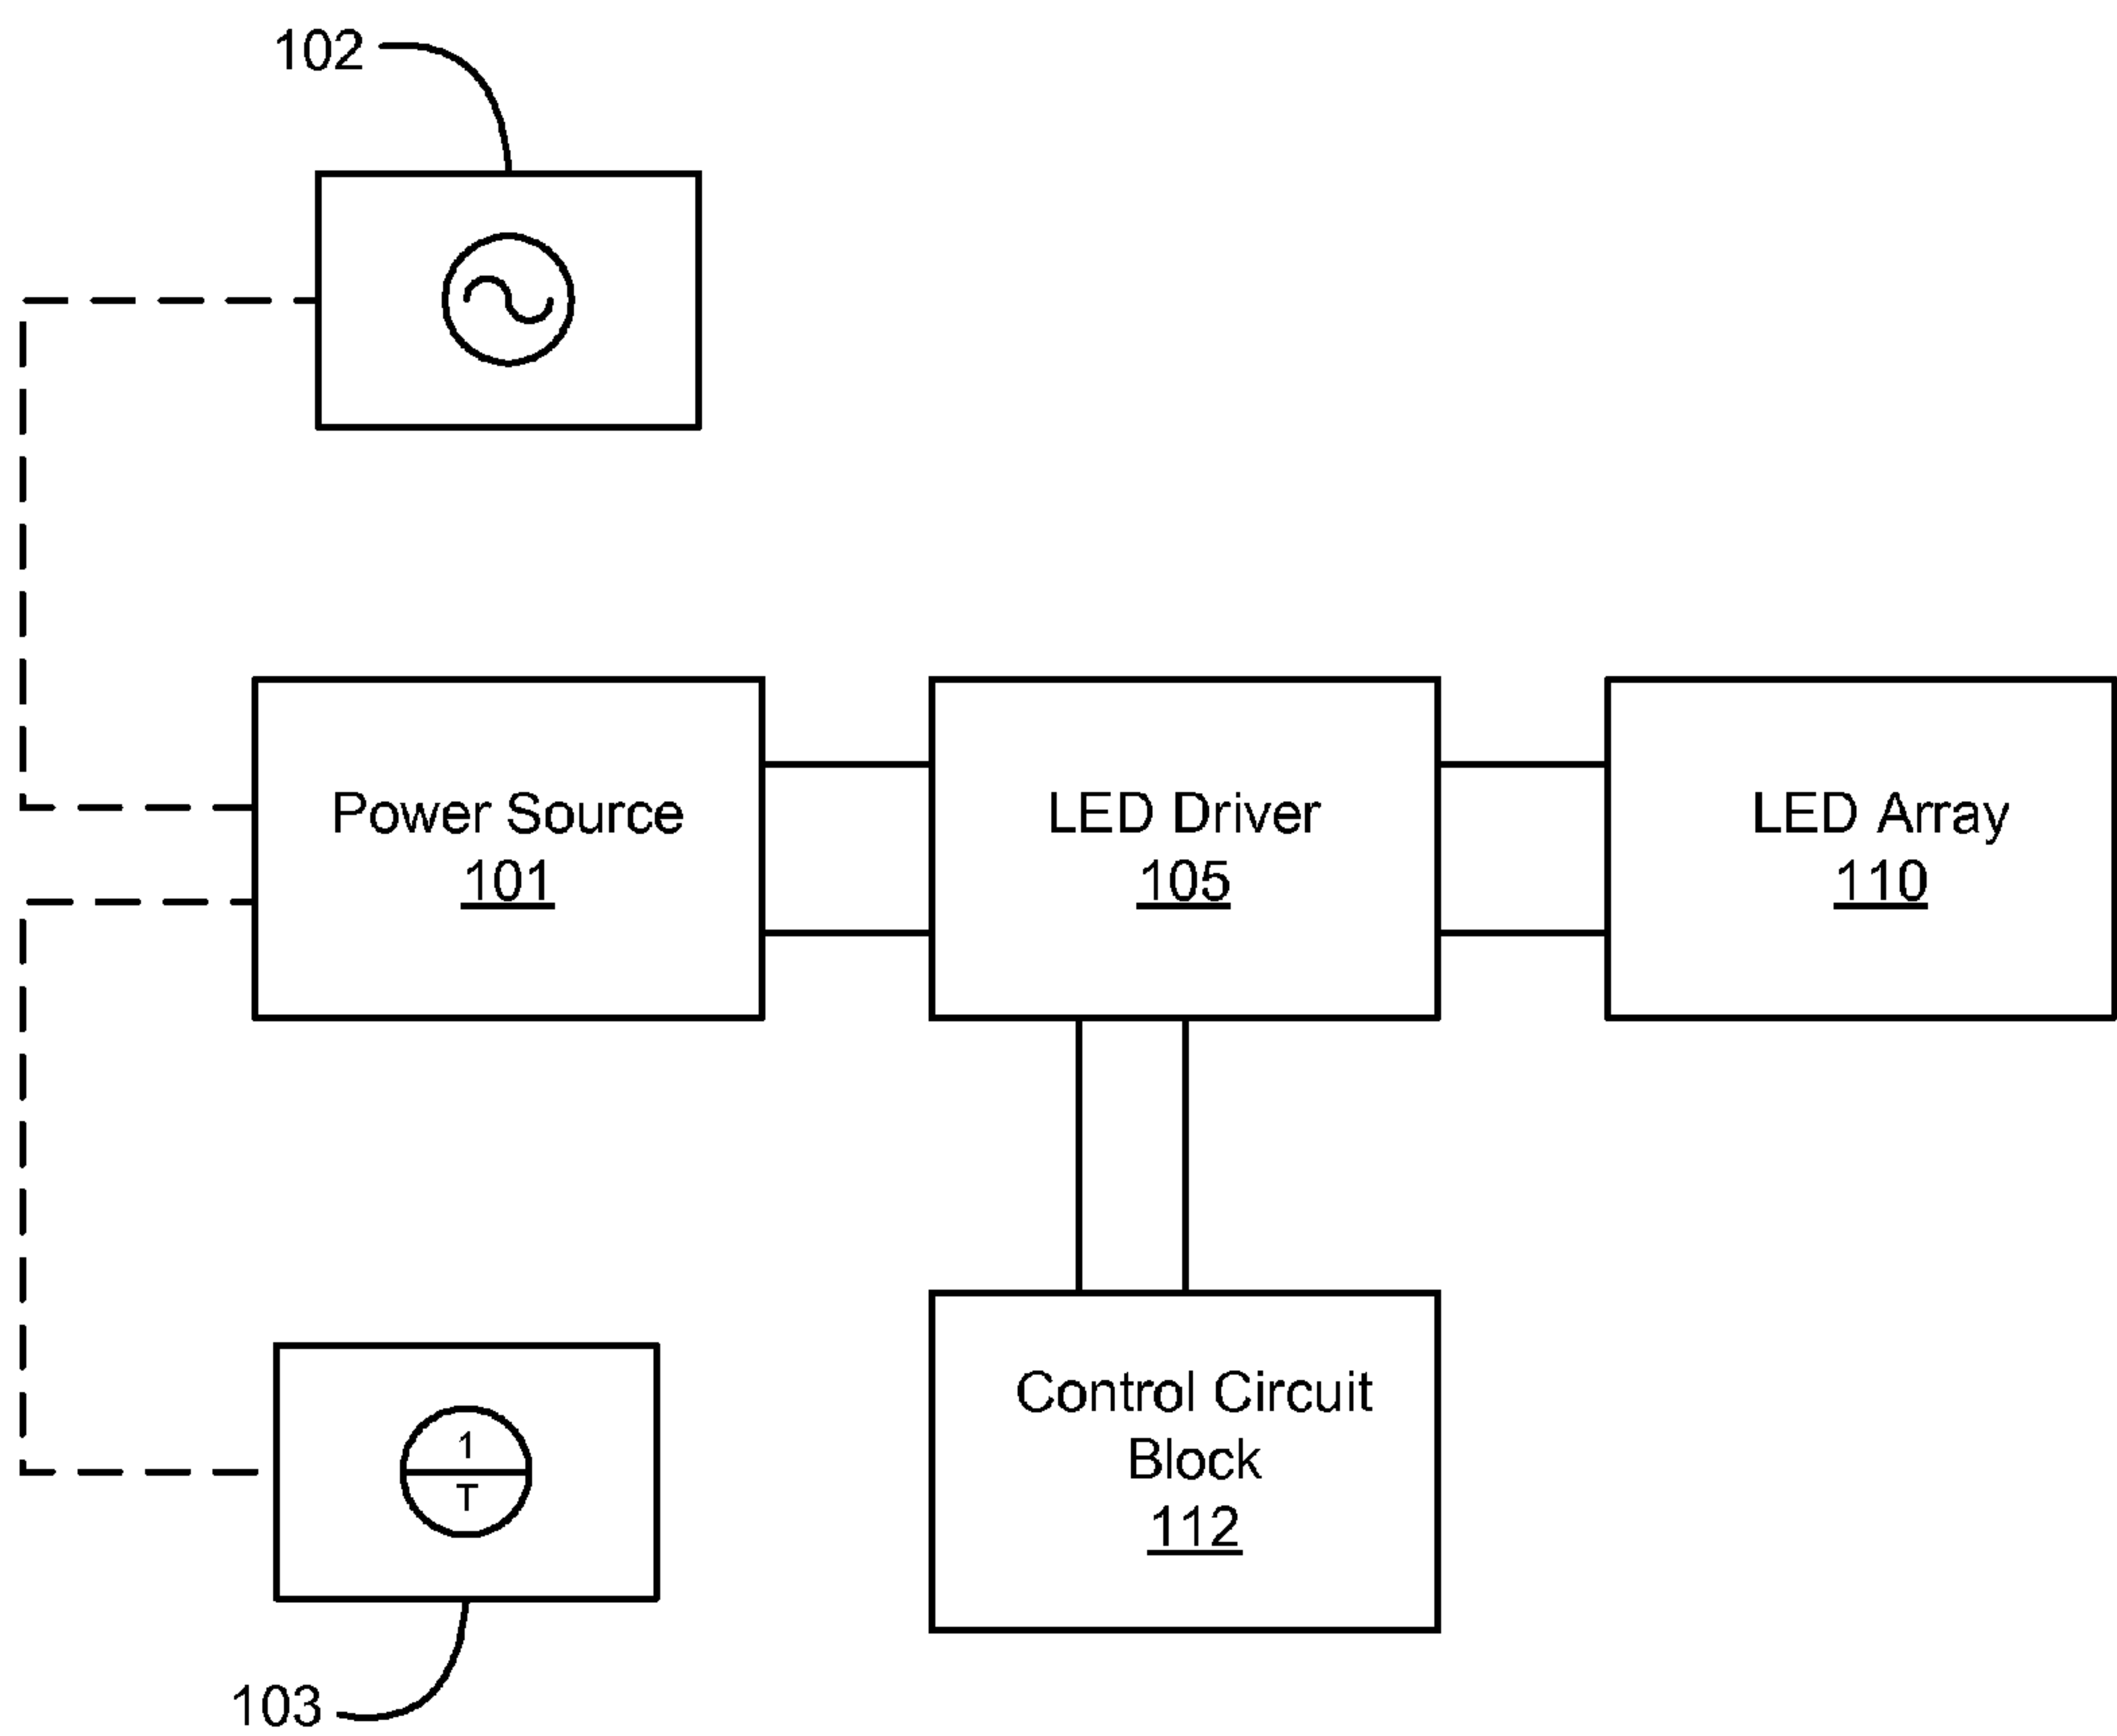 102
Power Source
101
LED Driver
105
LED Array
110
1
T
Control Circuit
Block
112
103